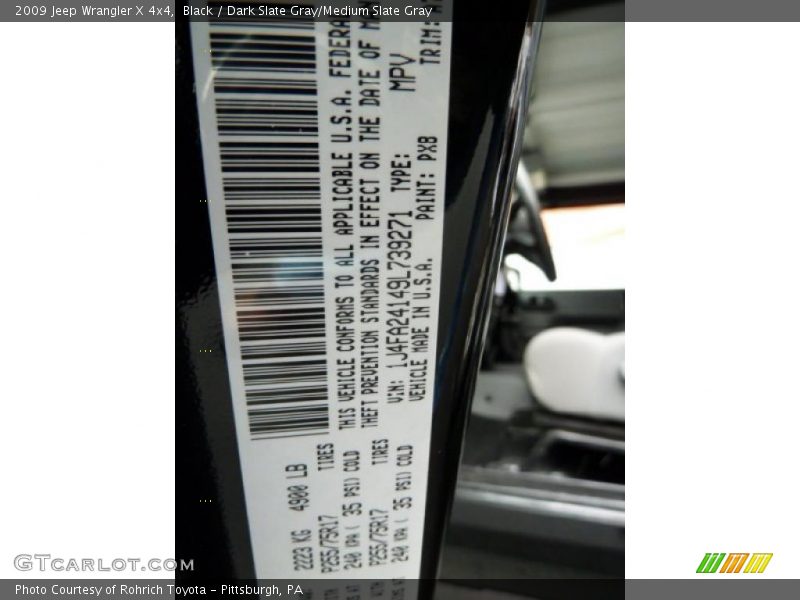 2009 Jeep Wrangler X 4x4, Black / Dark Slate Gray/Medium Slate Gray
2223 KG 4900 LB
P255/75R17 TIRES
240 KPA ( 35 PSI) COLD
P255/75R17 TIRES
240 KPA ( 35 PSI) COLD
THIS VEHICLE CONFORMS TO ALL APPLICABLE U.S.A. FEDERA
THEFT PREVENTION STANDARDS IN EFFECT ON THE DATE OF
VIN: 1J4FA24149L739271 TYPE: MPV
VEHICLE MADE IN U.S.A. PAINT: PXB TRIM:
GTCarLot.com
Photo Courtesy of Rohrich Toyota - Pittsburgh, PA